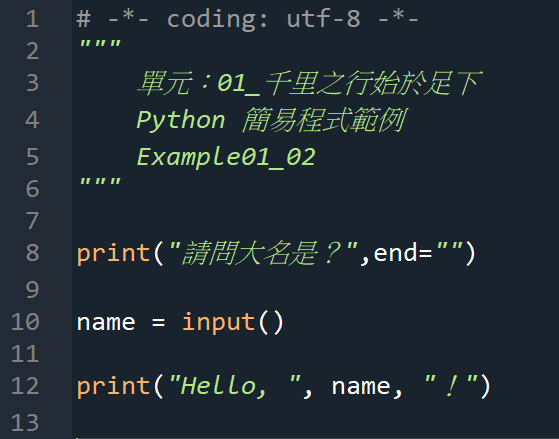 1 # -*- coding: utf-8 -*-
2 """
3     單元：01_千里之行始於足下
4     Python 簡易程式範例
5     Example01_02
6 """
7
8 print("請問大名是？",end="")
9
10 name = input()
11
12 print("Hello, ", name, "！")
13